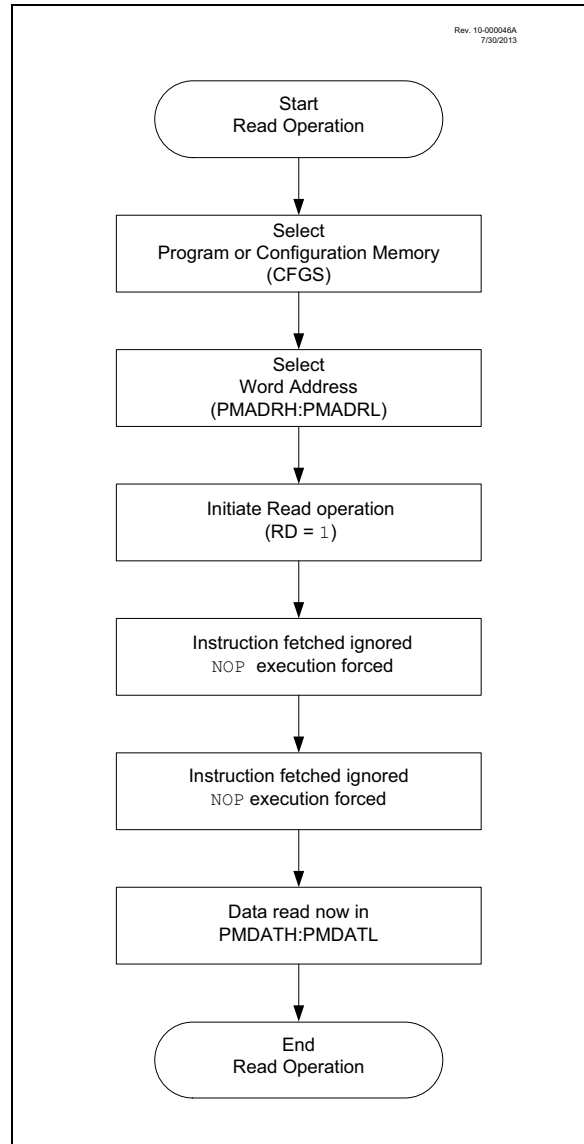 Rev. 10-000046A
7/30/2013
Start
Read Operation
Select
Program or Configuration Memory
(CFGS)
Select
Word Address
(PMADRH:PMADRL)
Initiate Read operation
(RD = 1)
Instruction fetched ignored
NOP execution forced
Instruction fetched ignored
NOP execution forced
Data read now in
PMDATH:PMDATL
End
Read Operation